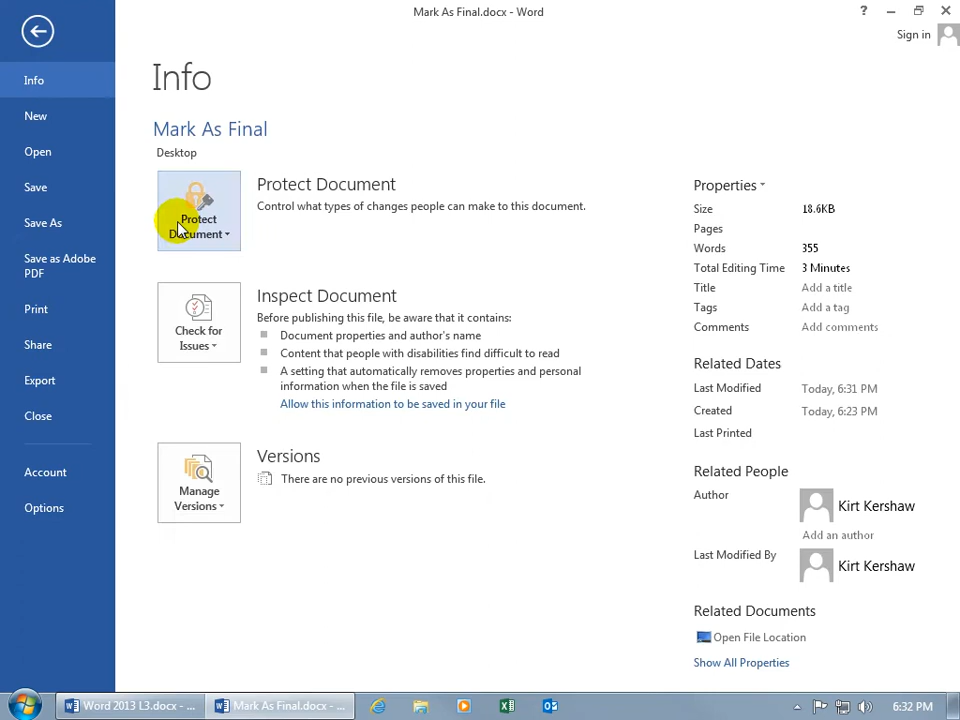 Mark As Final.docx - Word
?
Sign in
Info
New
Open
Save
Save As
Save as Adobe
PDF
Print
Share
Export
Close
Account
Options
Info
Mark As Final
Desktop
Protect
Document
Protect Document
Control what types of changes people can make to this document.
Check for
Issues
Inspect Document
Before publishing this file, be aware that it contains:
Document properties and author's name
Content that people with disabilities find difficult to read
A setting that automatically removes properties and personal
information when the file is saved
Allow this information to be saved in your file
Manage
Versions
Versions
There are no previous versions of this file.
Properties
Size 18.6KB
Pages
Words 355
Total Editing Time 3 Minutes
Title Add a title
Tags Add a tag
Comments Add comments
Related Dates
Last Modified Today, 6:31 PM
Created Today, 6:23 PM
Last Printed
Related People
Author Kirt Kershaw
Add an author
Last Modified By Kirt Kershaw
Related Documents
Open File Location
Show All Properties
Word 2013 L3.docx - ...
Mark As Final.docx - ...
6:32 PM